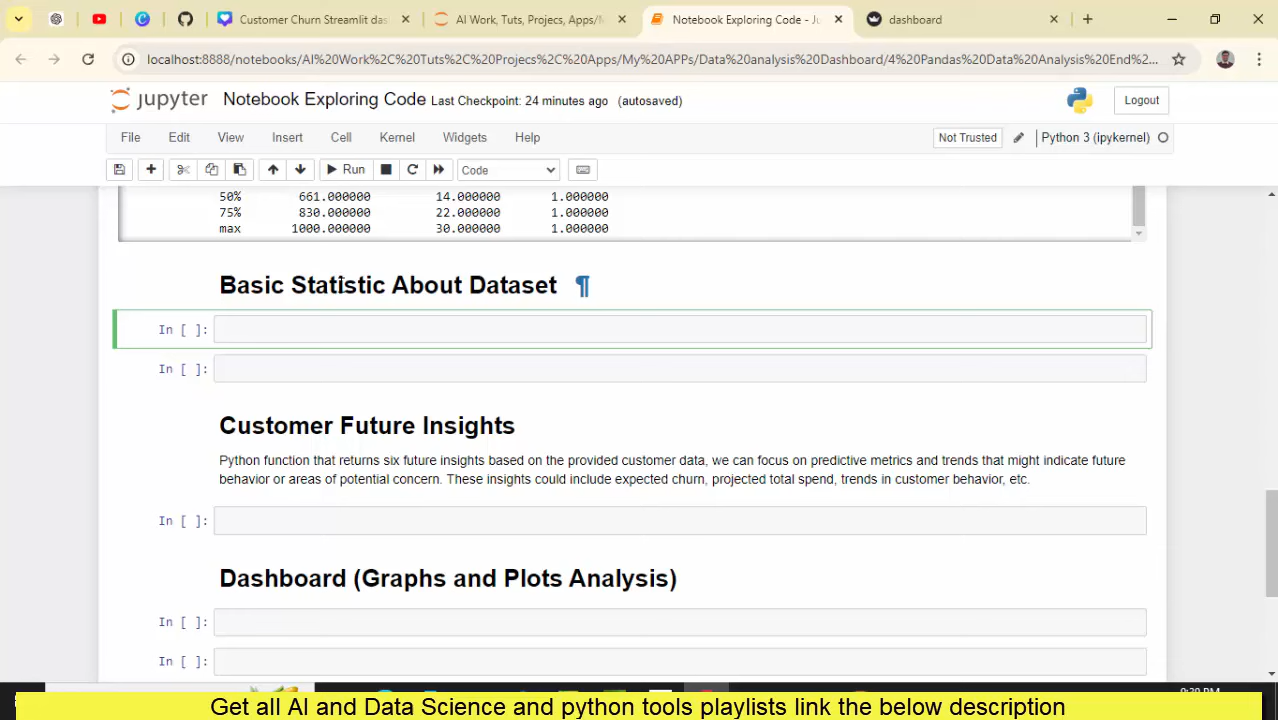 Customer Churn Streamlit das
AI Work, Tuts, Projecs, Apps/M
Notebook Exploring Code - Ju
dashboard
localhost:8888/notebooks/AI%20Work%2C%20Tuts%2C%20Projecs%2C%20Apps/My%20APPs/Data%20analysis%20Dashboard/4%20Pandas%20Data%20Analysis%20End%2...
jupyter Notebook Exploring Code Last Checkpoint: 24 minutes ago (autosaved) Logout
File Edit View Insert Cell Kernel Widgets Help Not Trusted Python 3 (ipykernel)
Run Code
50% 661.000000 14.000000 1.000000
75% 830.000000 22.000000 1.000000
max 1000.000000 30.000000 1.000000
Basic Statistic About Dataset ¶
In [ ]:
In [ ]:
Customer Future Insights
Python function that returns six future insights based on the provided customer data, we can focus on predictive metrics and trends that might indicate future
behavior or areas of potential concern. These insights could include expected churn, projected total spend, trends in customer behavior, etc.
In [ ]:
Dashboard (Graphs and Plots Analysis)
In [ ]:
In [ ]:
Get all AI and Data Science and python tools playlists link the below description